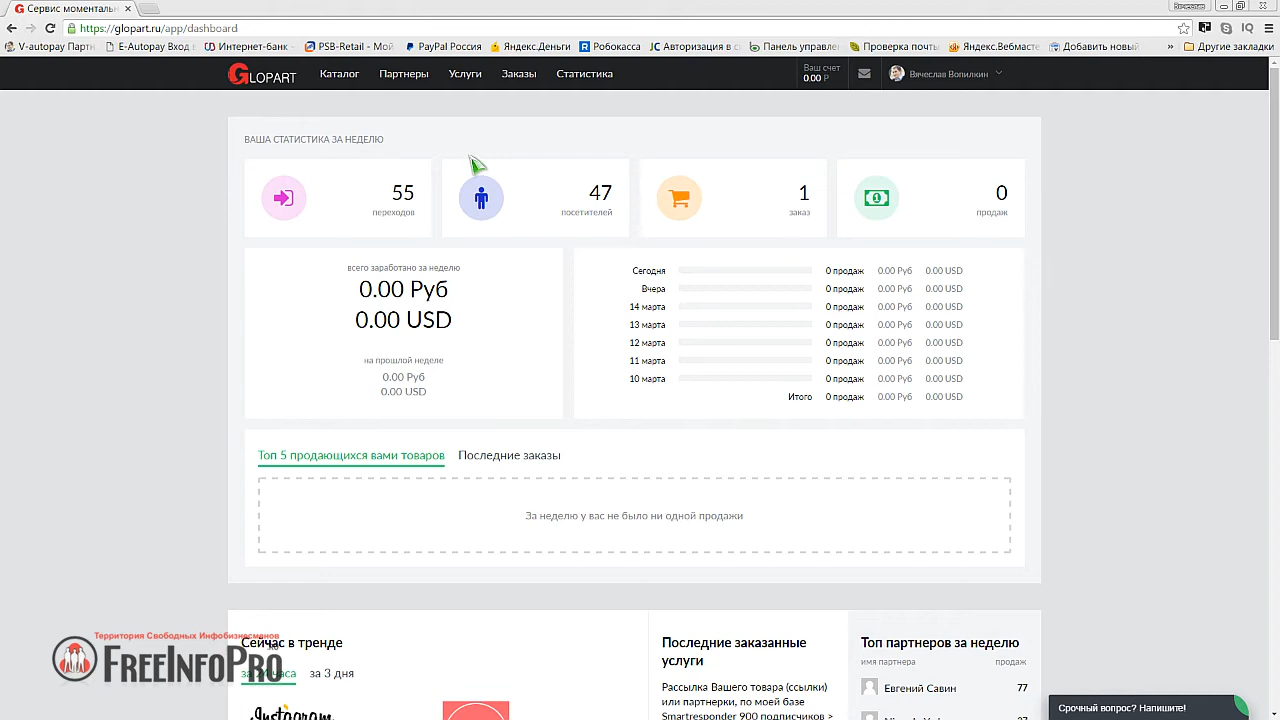 Сервис моментальн
Вячеслав
https://glopart.ru/app/dashboard
V-autopay Партн
E-Autopay Вход
Интернет-банк
PSB-Retail - Мой
PayPal Россия
Яндекс.Деньги
Робокасса
Авторизация в с
Панель управлен
Проверка почты
Яндекс.Вебмасте
Добавить новый
»
Другие закладки
GLOPART
Каталог
Партнеры
Услуги
Заказы
Статистика
Ваш счет
0.00 Р
Вячеслав Вопилкин
ВАША СТАТИСТИКА ЗА НЕДЕЛЮ
55
переходов
47
посетителей
1
заказ
0
продаж
всего заработано за неделю
0.00 Руб
0.00 USD
на прошлой неделе
0.00 Руб
0.00 USD
Сегодня 0 продаж 0.00 Руб 0.00 USD
Вчера 0 продаж 0.00 Руб 0.00 USD
14 марта 0 продаж 0.00 Руб 0.00 USD
13 марта 0 продаж 0.00 Руб 0.00 USD
12 марта 0 продаж 0.00 Руб 0.00 USD
11 марта 0 продаж 0.00 Руб 0.00 USD
10 марта 0 продаж 0.00 Руб 0.00 USD
Итого 0 продаж 0.00 Руб 0.00 USD
Топ 5 продающихся вами товаров
Последние заказы
За неделю у вас не было ни одной продажи
Сейчас в тренде
за 3 дня
Instagram
Территория Свободных Инфобизнесменов
FREEINFOPRO
Последние заказанные
услуги
Рассылка Вашего товара (ссылки)
или партнерки, по моей базе
Smartresponder 900 подписчиков >
Топ партнеров за неделю
имя партнера продаж
Евгений Савин 77
Срочный вопрос? Напишите!